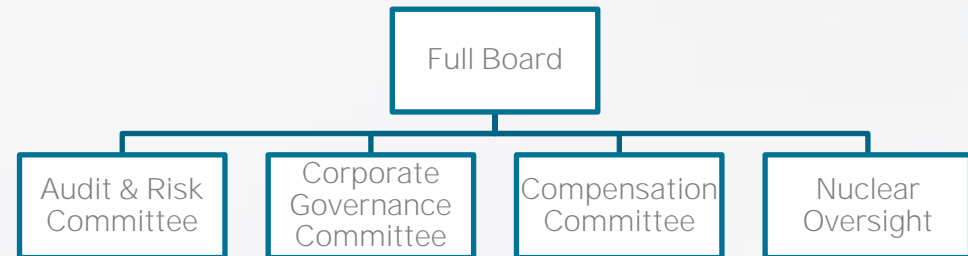 Full Board
Audit & Risk
Committee
Corporate
Governance
Committee
Compensation
Committee
Nuclear
Oversight